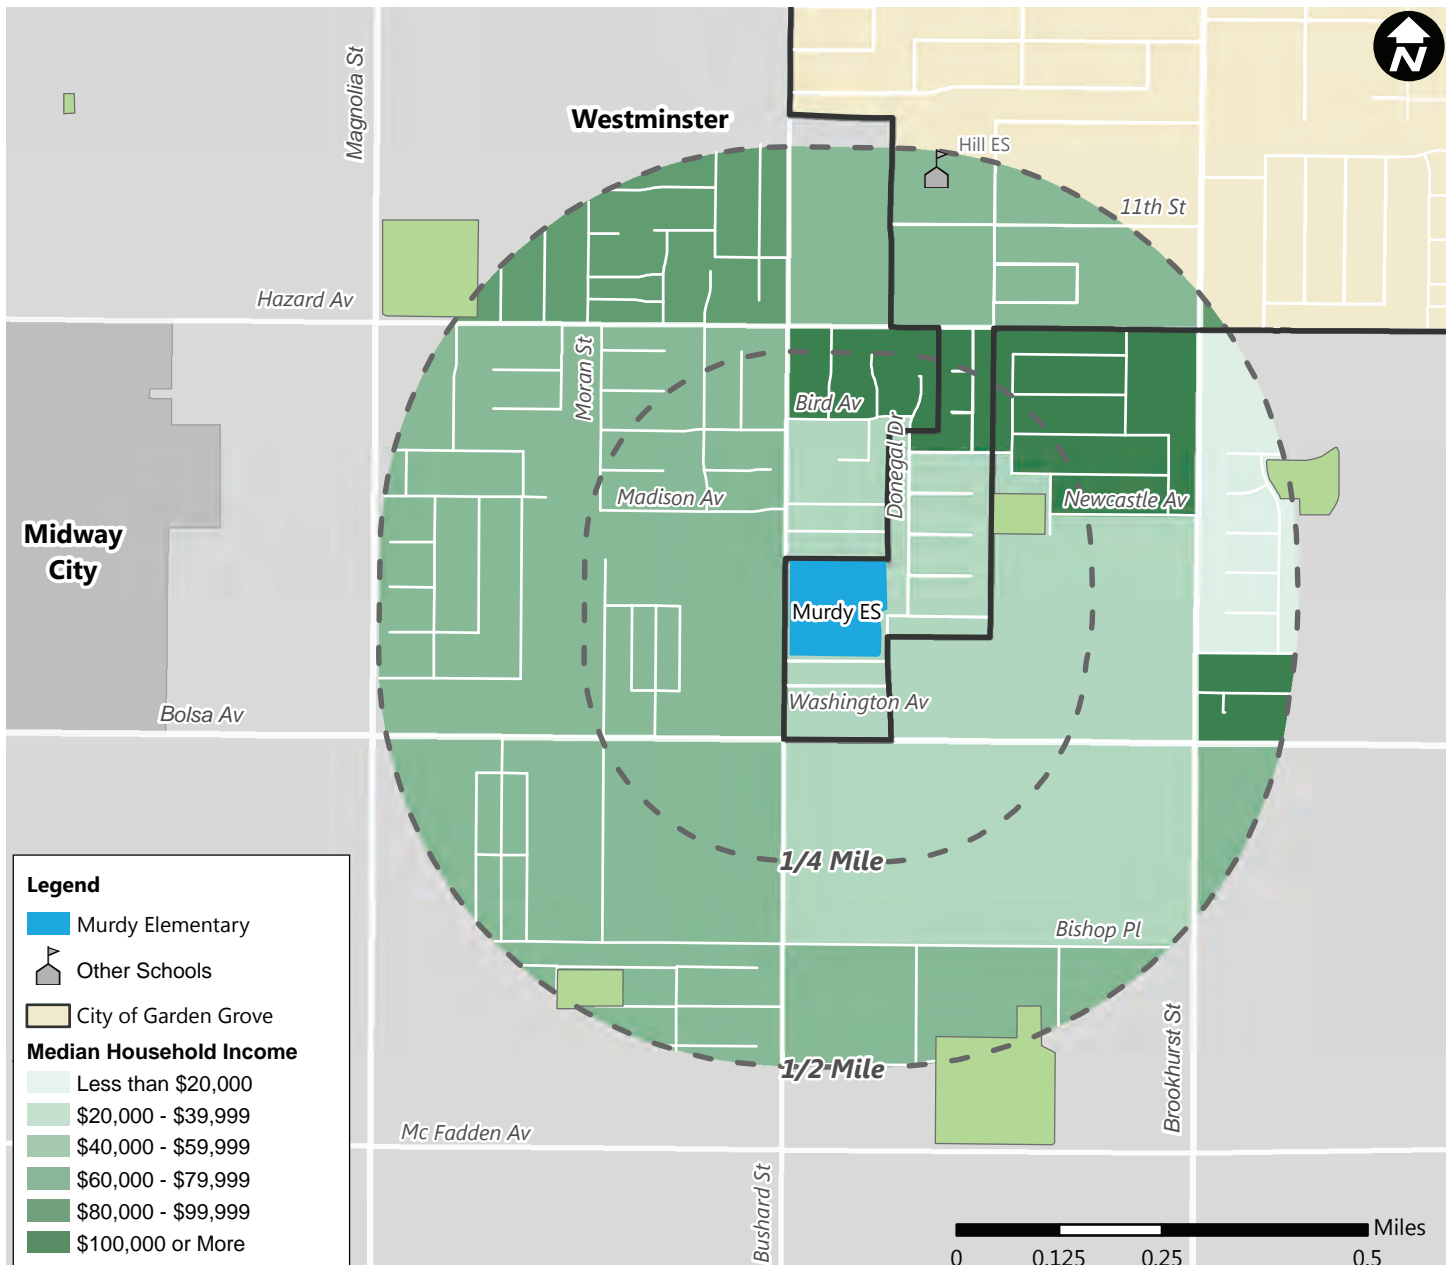 N
Magnolia St
Westminster
Hill ES
11th St
Hazard Av
Moran St
Bird Av
Donegal Dr
Madison Av
Newcastle Av
Midway
City
Murdy ES
Washington Av
Bolsa Av
1/4 Mile
Bishop Pl
1/2 Mile
Brookhurst St
Mc Fadden Av
Bushard St
Legend
Murdy Elementary
Other Schools
City of Garden Grove
Median Household Income
Less than $20,000
$20,000 - $39,999
$40,000 - $59,999
$60,000 - $79,999
$80,000 - $99,999
$100,000 or More
Miles
0 0.125 0.25 0.5